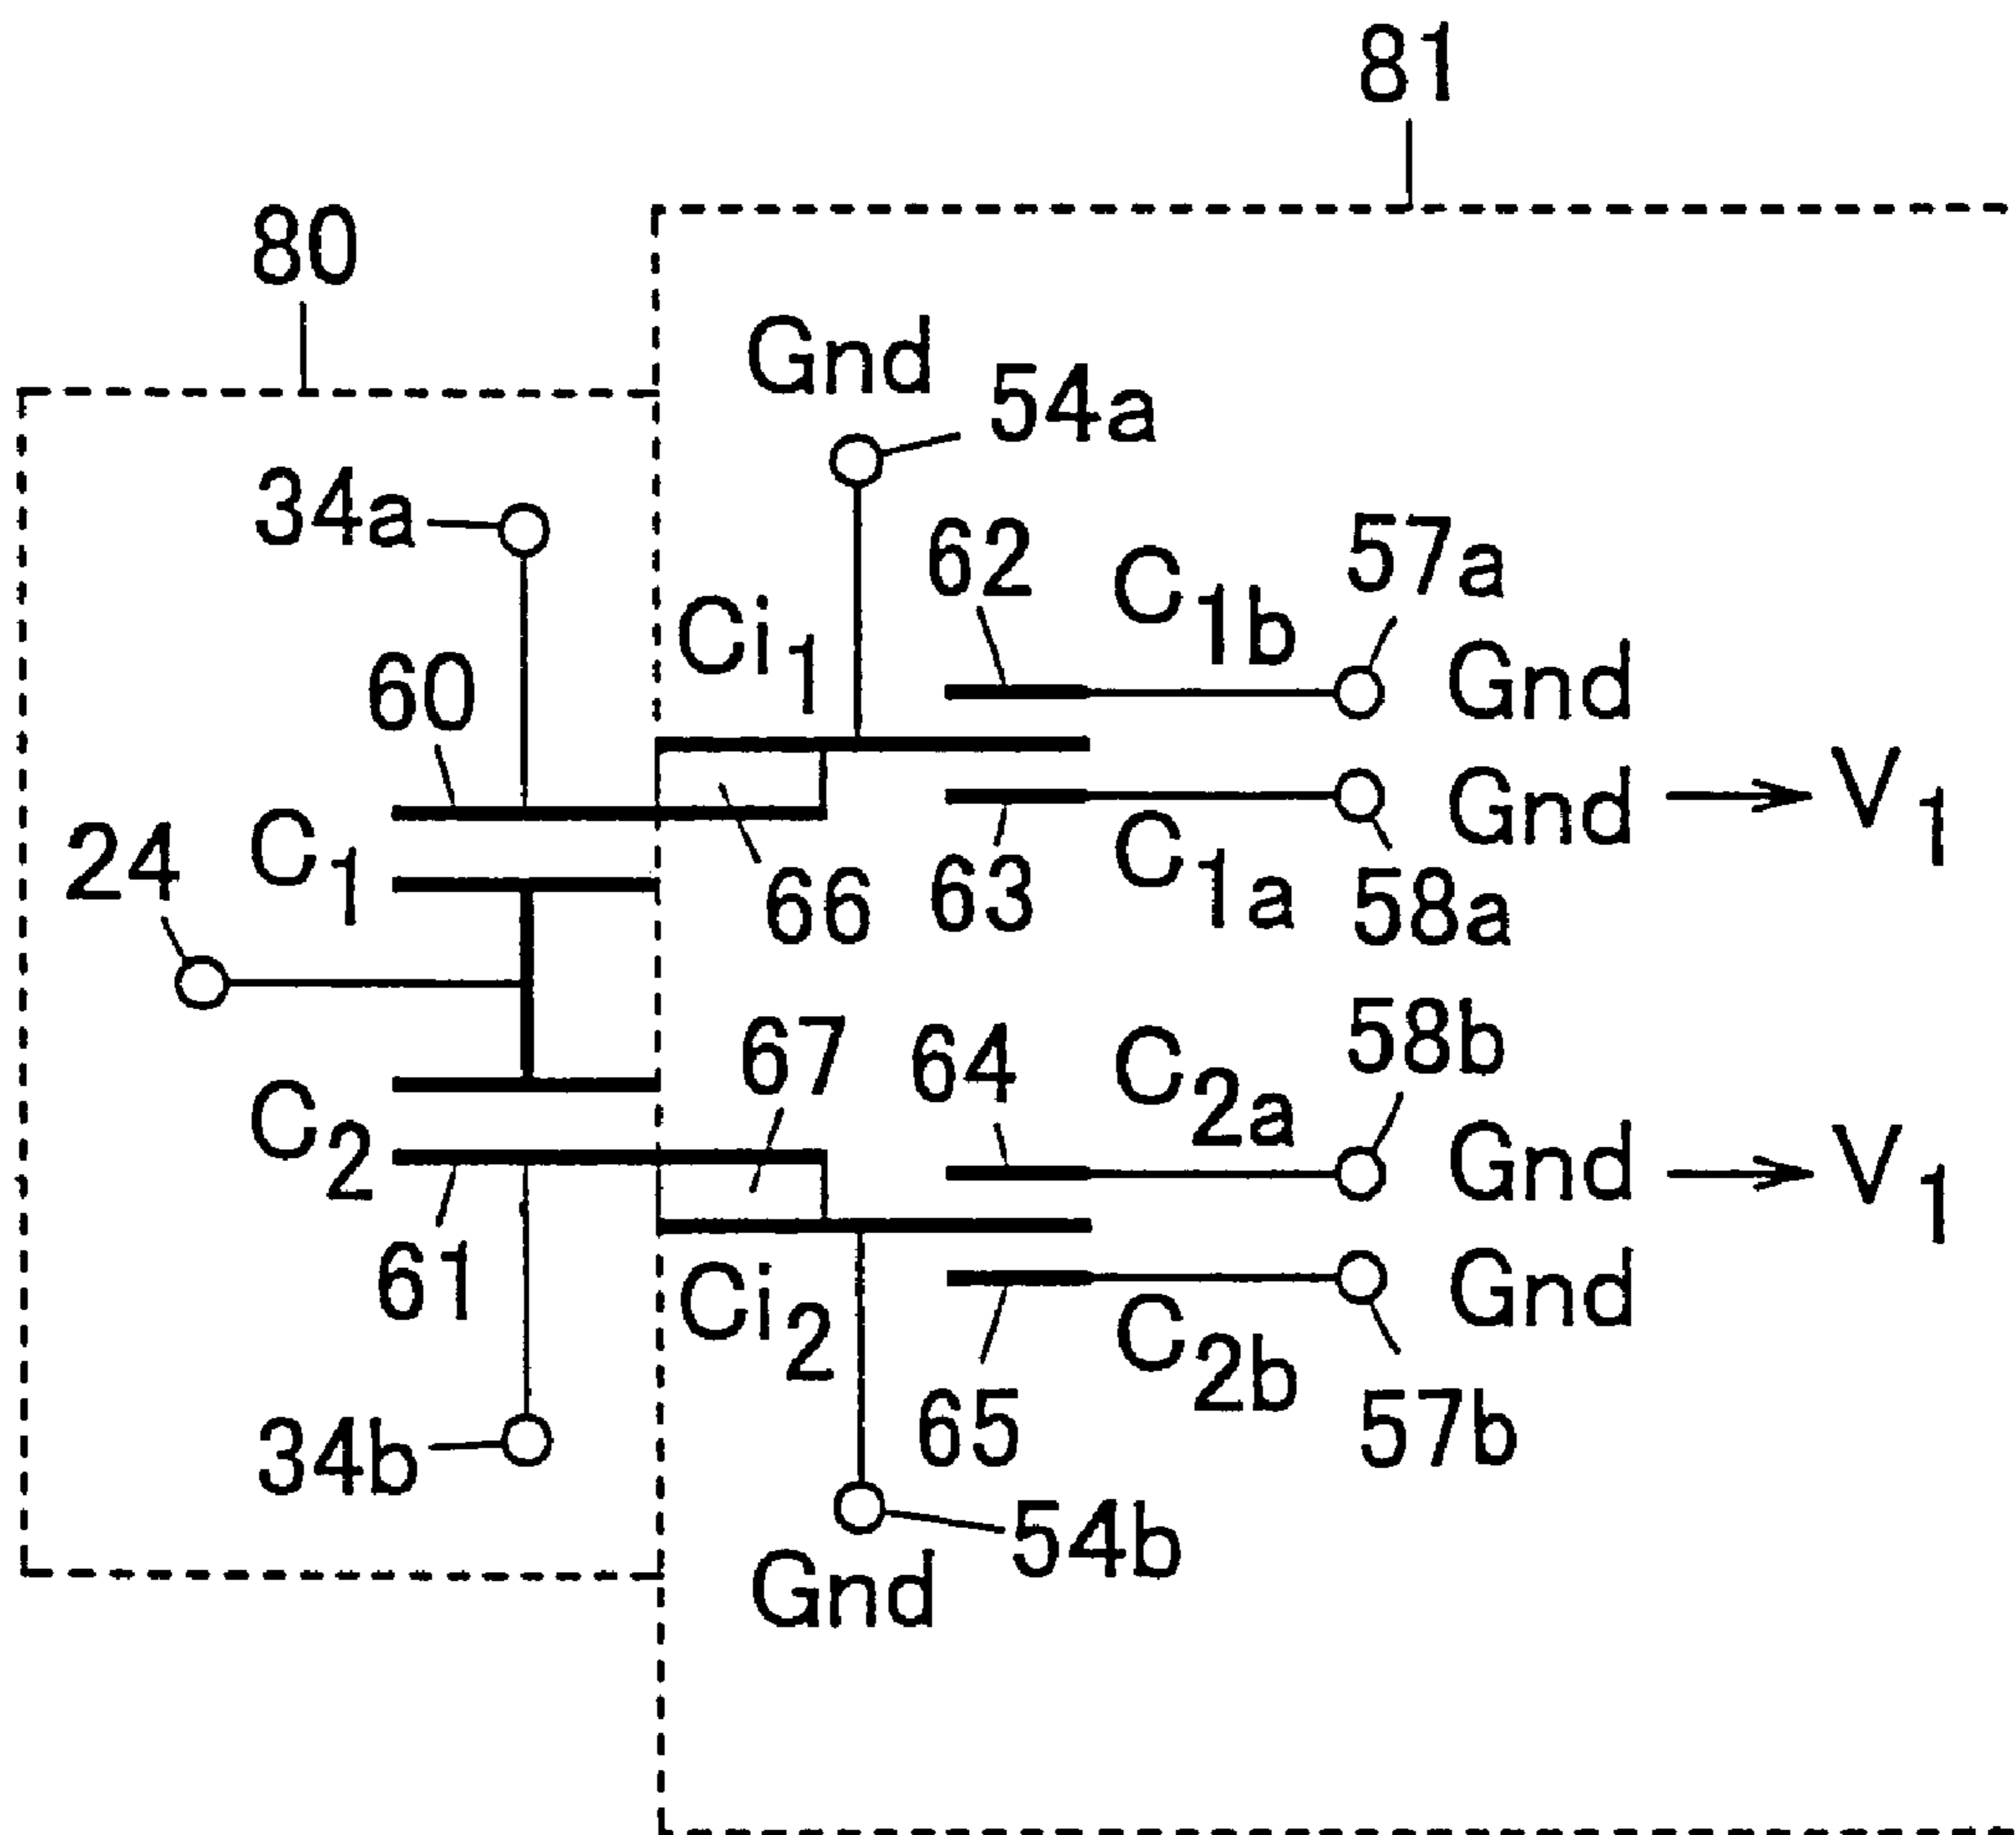 81
80
Gnd
54a
34a
62
C1b
57a
Ci1
60
Gnd
Gnd
V1
C1
24
66
63
C1a
58a
67
64
C2a
58b
C2
Gnd
V1
61
Ci2
Gnd
65
C2b
57b
34b
54b
Gnd